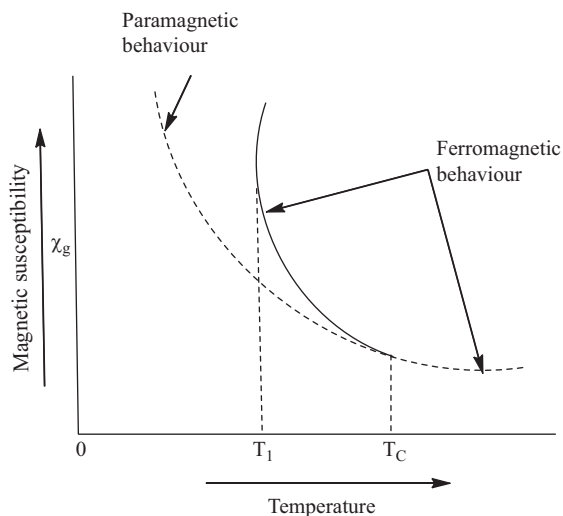 Paramagnetic
behaviour
Ferromagnetic
behaviour
Magnetic susceptibility
χg
0
T1
TC
Temperature